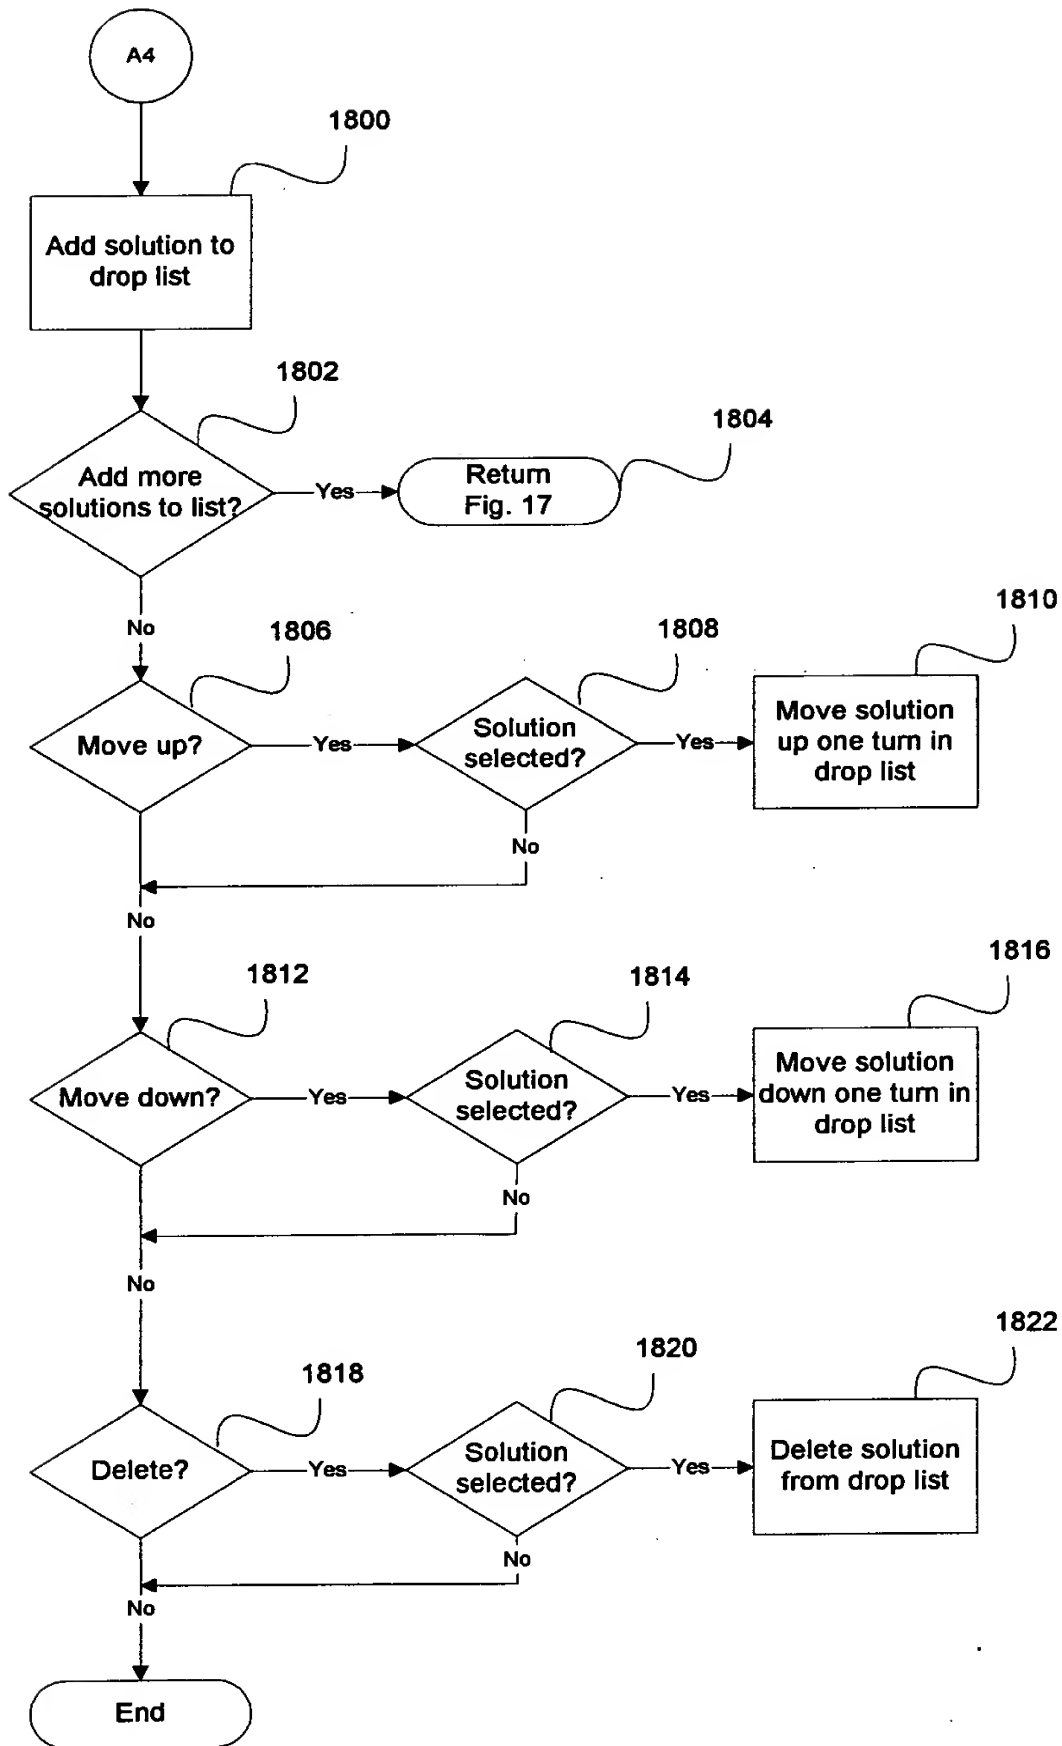 A4
1800
Add solution to
drop list
1802
Add more
solutions to list?
Yes
1804
Return
Fig. 17
No
1806
Move up?
Yes
1808
Solution
selected?
Yes
1810
Move solution
up one turn in
drop list
No
No
1812
Move down?
Yes
1814
Solution
selected?
Yes
1816
Move solution
down one turn in
drop list
No
No
1818
Delete?
Yes
1820
Solution
selected?
Yes
1822
Delete solution
from drop list
No
No
End